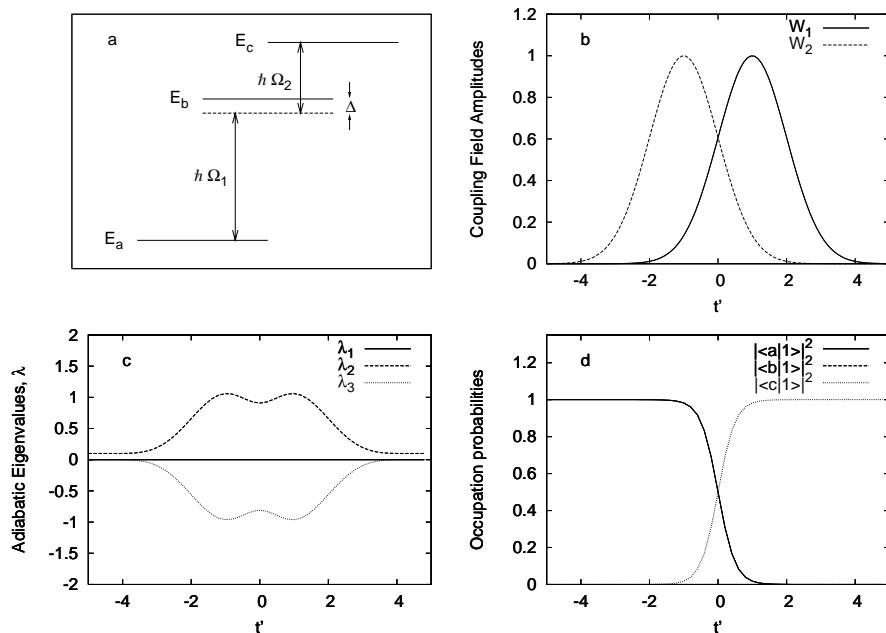 a
E_c
ħ Ω_2
E_b
Δ
ħ Ω_1
E_a
b
W_1
W_2
Coupling Field Amplitudes
1.2
1
0.8
0.6
0.4
0.2
0
-4 -2 0 2 4
t'
c
λ_1
λ_2
λ_3
Adiabatic Eigenvalues, λ
2
1.5
1
0.5
0
-0.5
-1
-1.5
-2
-4 -2 0 2 4
t'
d
|<a|1>|^2
|<b|1>|^2
|<c|1>|^2
Occupation probabilities
1.2
1
0.8
0.6
0.4
0.2
0
-4 -2 0 2 4
t'